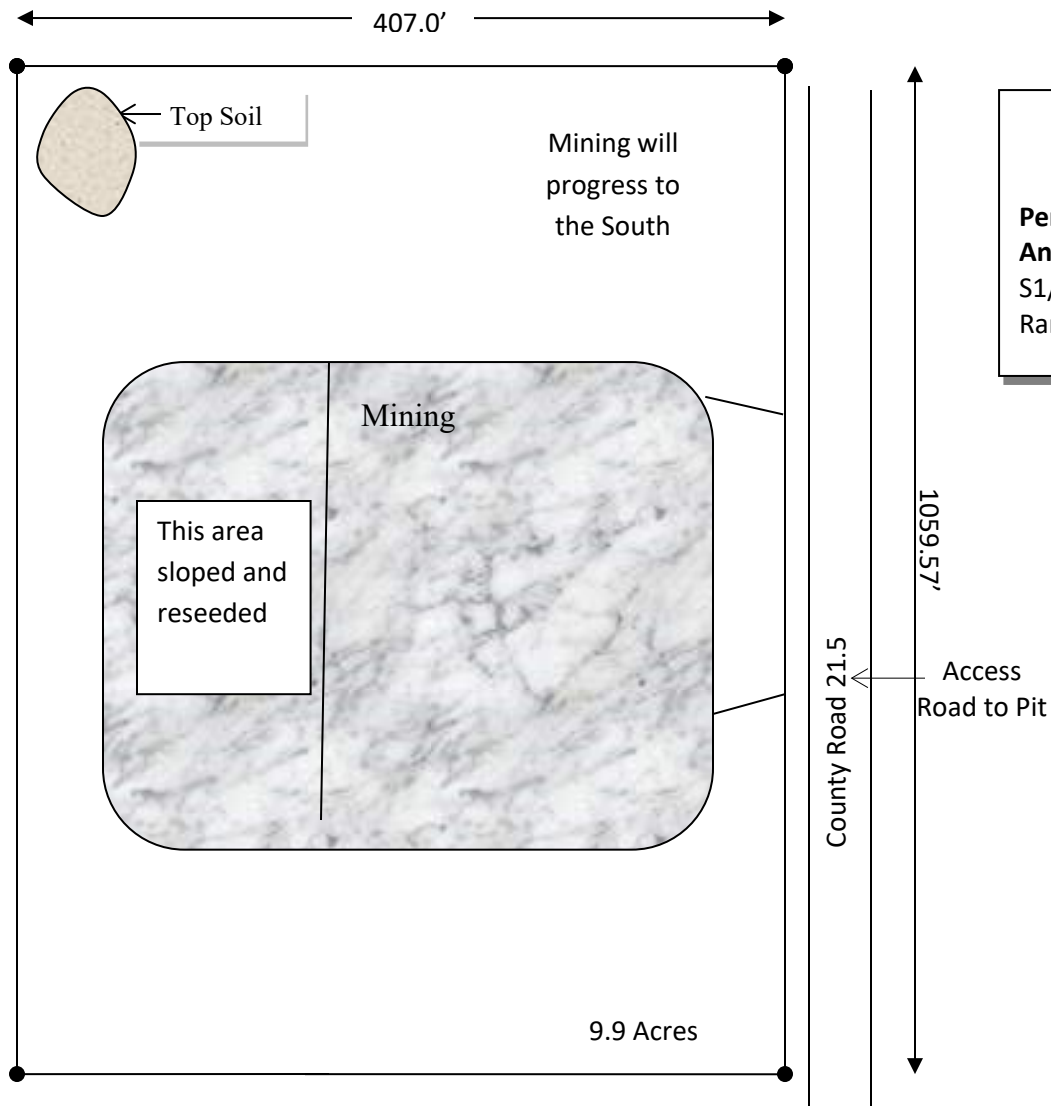 407.0’
Top Soil
Mining will
progress to
the South
S1/
Mining
This area
sloped and
reseeded
1059.57’
County Road 21.5
Access
Road to Pit
9.9 Acres